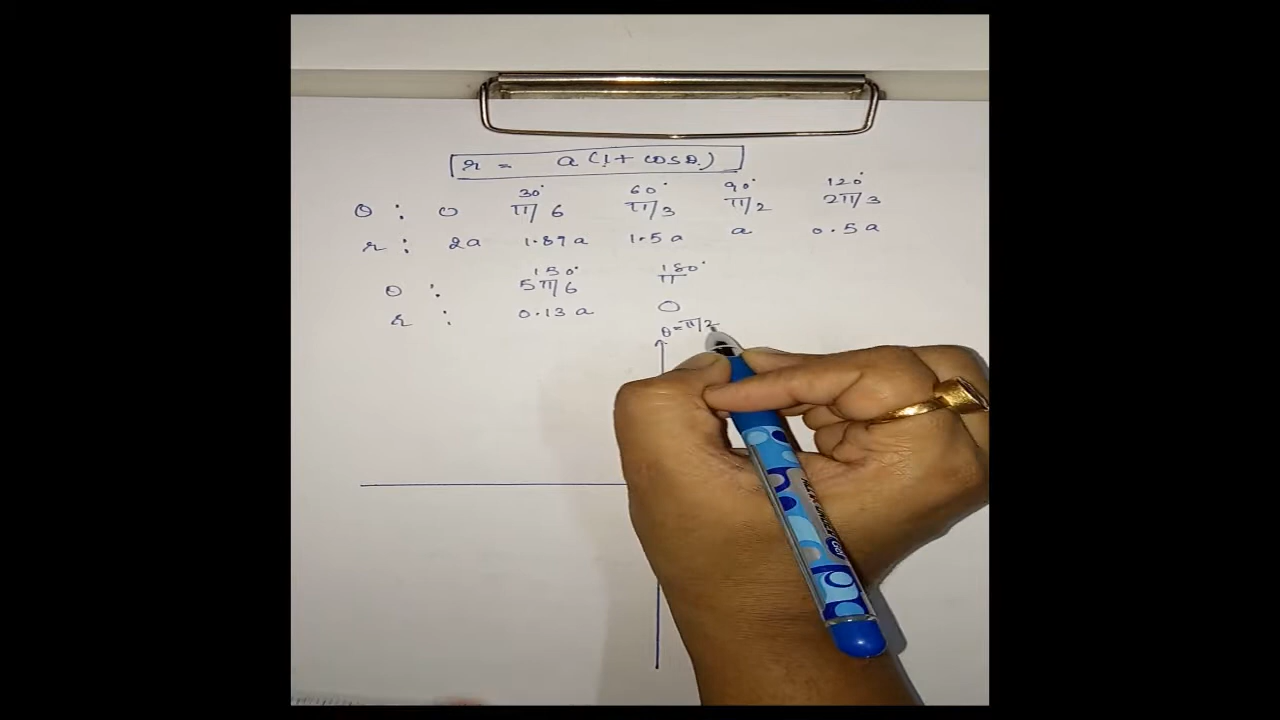 r = a(1+ cosθ)
30° 60° 90° 120°
θ : 0 π/6 π/3 π/2 2π/3
r : 2a 1.87a 1.5a a 0.5a
150° 180°
θ : 5π/6 π
r : 0.13a 0
θ=π/2